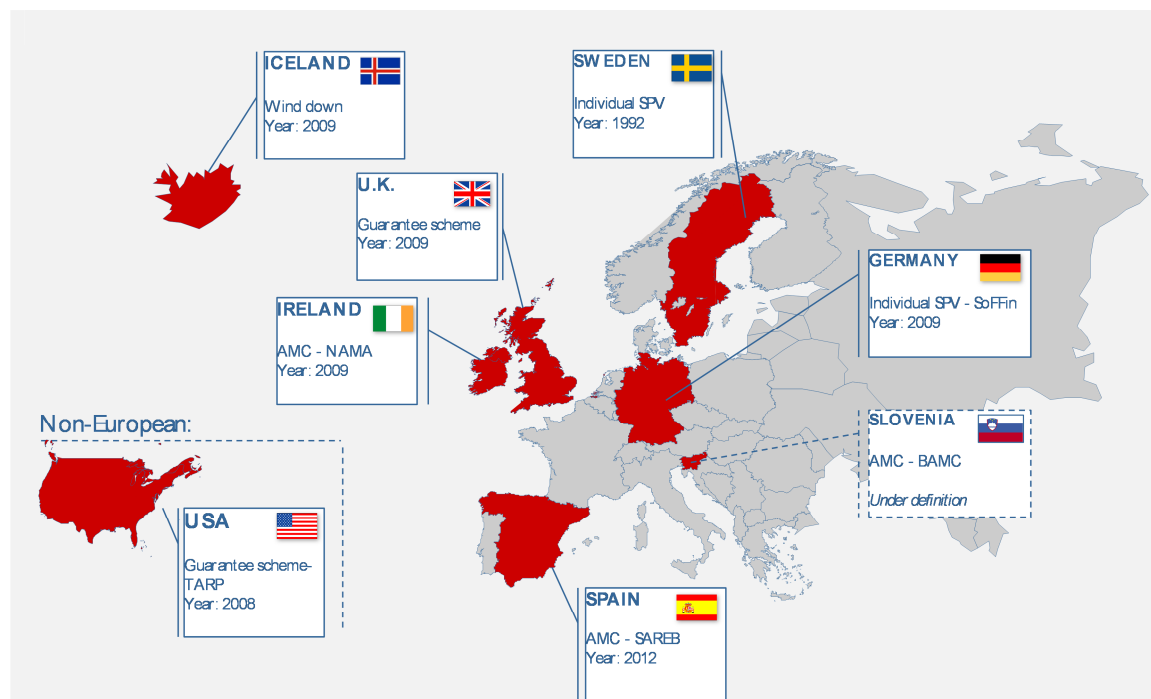 ICELAND
Wind down
Year: 2009
SWEDEN
Individual SPV
Year: 1992
U.K.
Guarantee scheme
Year: 2009
GERMANY
Individual SPV - SoFFin
Year: 2009
IRELAND
AMC - NAMA
Year: 2009
Non-European:
SLOVENIA
AMC - BAMC
Under definition
USA
Guarantee scheme-
TARP
Year: 2008
SPAIN
AMC - SAREB
Year: 2012